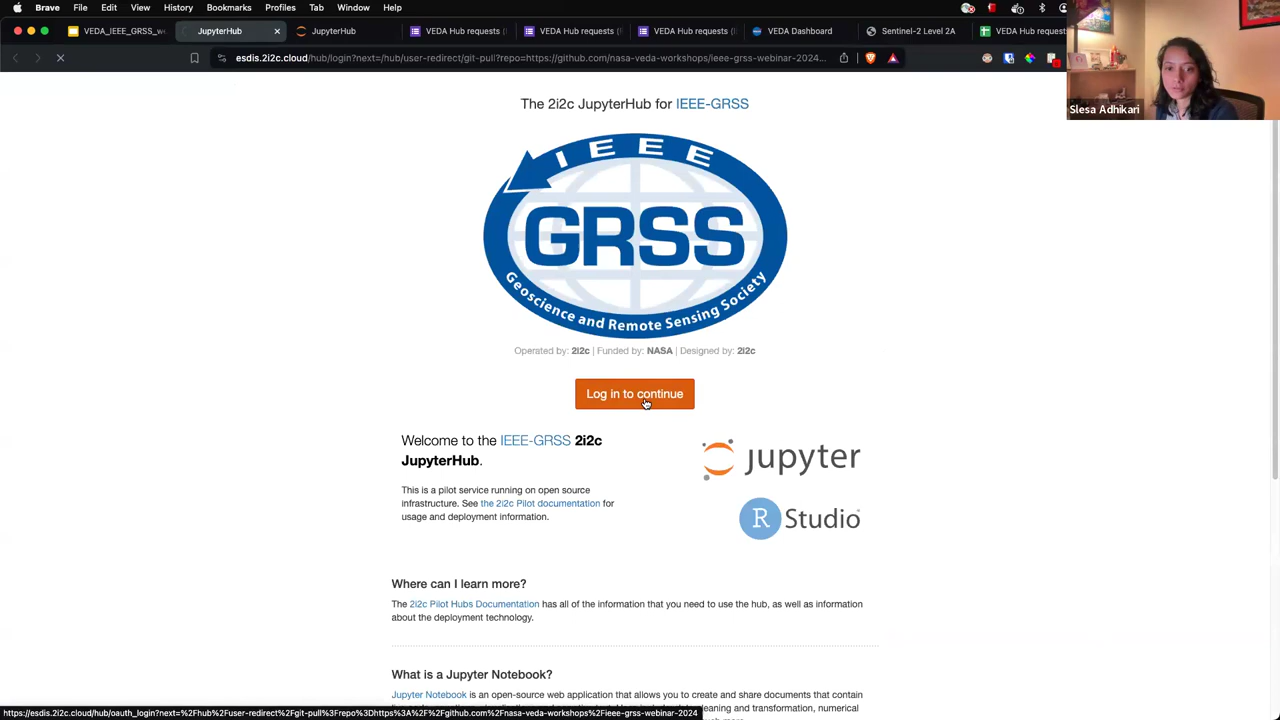 Brave File Edit View History Bookmarks Profiles Tab Window Help
VEDA_IEEE_GRSS_w
JupyterHub
JupyterHub
VEDA Hub requests (
VEDA Hub requests (
VEDA Hub requests (
VEDA Dashboard
Sentinel-2 Level 2A
VEDA Hub request
esdis.2i2c.cloud/hub/login?next=/hub/user-redirect/git-pull?repo=https://github.com/nasa-veda-workshops/ieee-grss-webinar-2024...
Slesa Adhikari
The 2i2c JupyterHub for IEEE-GRSS
IEEE
GRSS
Geoscience and Remote Sensing Society
Operated by: 2i2c | Funded by: NASA | Designed by: 2i2c
Log in to continue
Welcome to the IEEE-GRSS 2i2c
JupyterHub.
This is a pilot service running on open source
infrastructure. See the 2i2c Pilot documentation for
usage and deployment information.
jupyter
R Studio
Where can I learn more?
The 2i2c Pilot Hubs Documentation has all of the information that you need to use the hub, as well as information
about the deployment technology.
What is a Jupyter Notebook?
Jupyter Notebook is an open-source web application that allows you to create and share documents that contain
cleaning and transformation, numerical
https://esdis.2i2c.cloud/hub/oauth_login?next=%2Fhub%2Fuser-redirect%2Fgit-pull%3Frepo%3Dhttps%3A%2F%2Fgithub.com%2Fnasa-veda-workshops%2Fieee-grss-webinar-2024